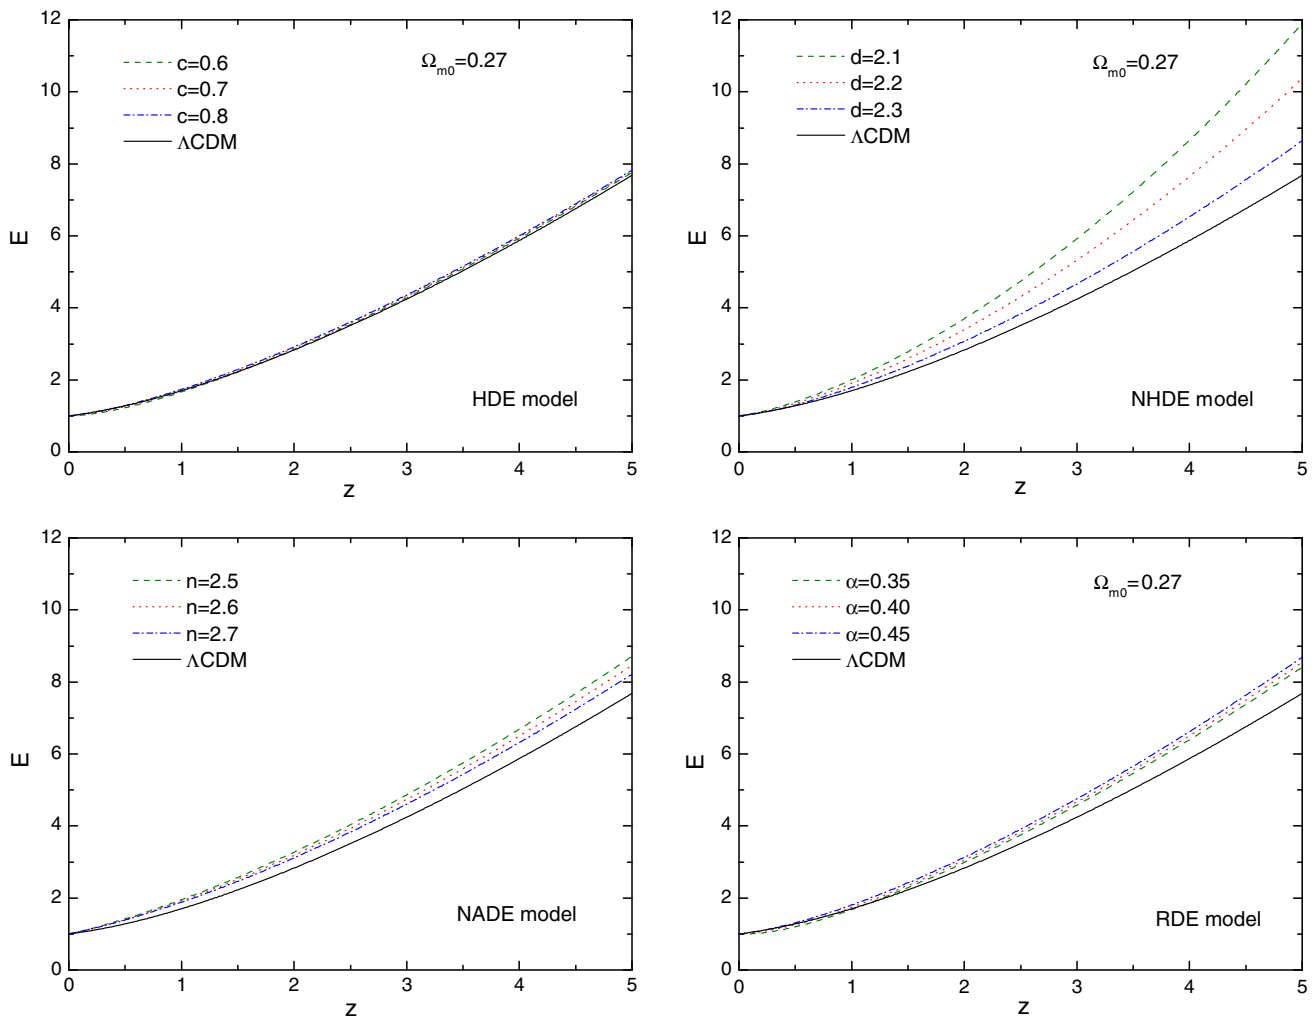 12
10
8
6
4
2
0
E
c=0.6
c=0.7
c=0.8
ΛCDM
Ωm0=0.27
HDE model
0 1 2 3 4 5
z
12
10
8
6
4
2
0
E
d=2.1
d=2.2
d=2.3
ΛCDM
Ωm0=0.27
NHDE model
0 1 2 3 4 5
z
12
10
8
6
4
2
0
E
n=2.5
n=2.6
n=2.7
ΛCDM
NADE model
0 1 2 3 4 5
z
12
10
8
6
4
2
0
E
α=0.35
α=0.40
α=0.45
ΛCDM
Ωm0=0.27
RDE model
0 1 2 3 4 5
z